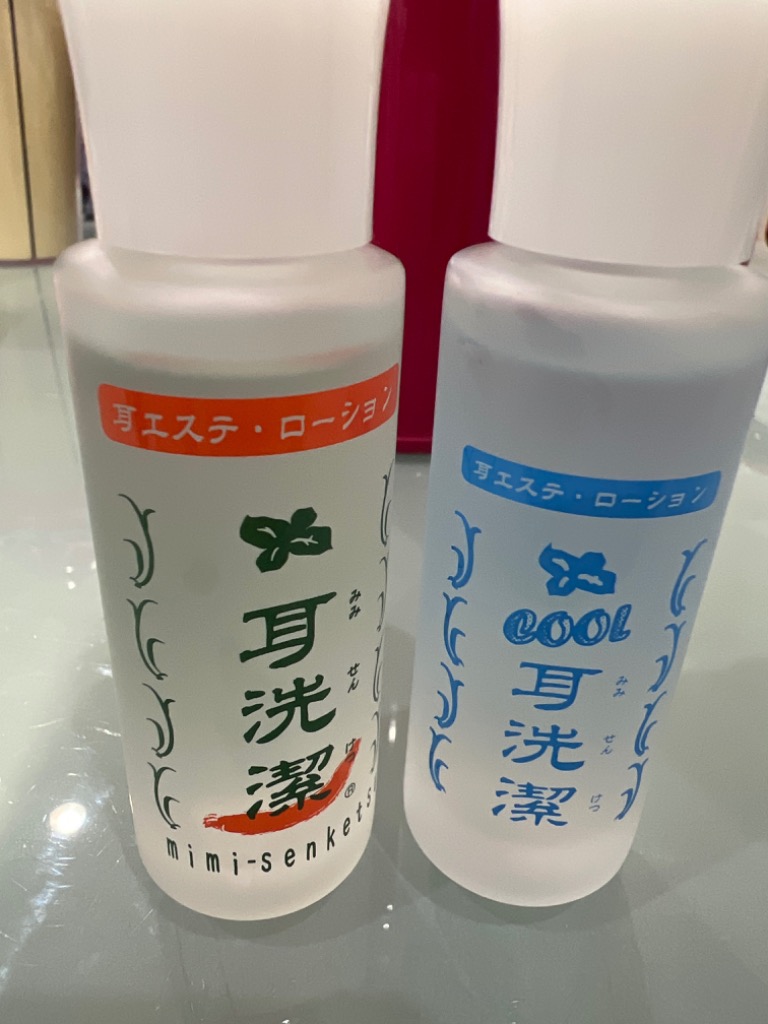 耳エステ・ローション
耳洗潔
みみせんけつ
®
mimi-senkets
耳エステ・ローション
COOL
耳洗潔
みみせんけつ